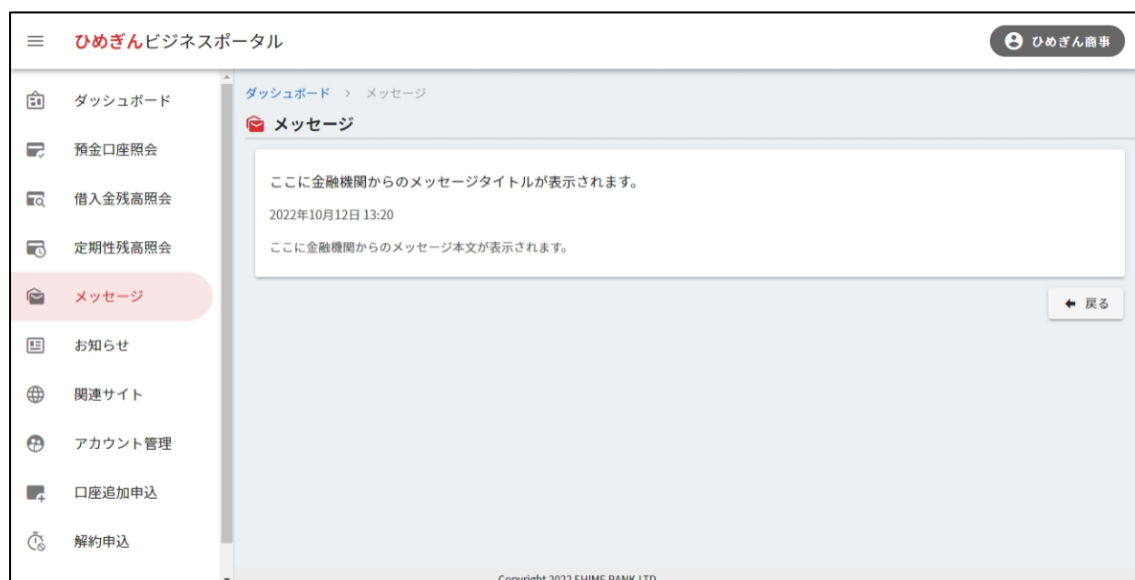 ひめぎんビジネスポータル
ひめぎん商事
ダッシュボード
預金口座照会
借入金残高照会
定期性残高照会
メッセージ
お知らせ
関連サイト
アカウント管理
口座追加申込
解約申込
ダッシュボード > メッセージ
メッセージ
ここに金融機関からのメッセージタイトルが表示されます。
2022年10月12日 13:20
ここに金融機関からのメッセージ本文が表示されます。
戻る
Copyright 2022 EHIME BANK LTD